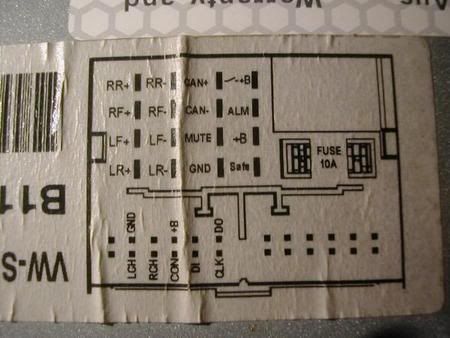 Warranty and
RR+ RR- CAN+ +B
RF+ RF- CAN- ALM
LF+ LF- MUTE +B
LR+ LR- GND Safe
FUSE
10A
GND +B DO
LCH RCH CON DI CLK
B11
VW-S